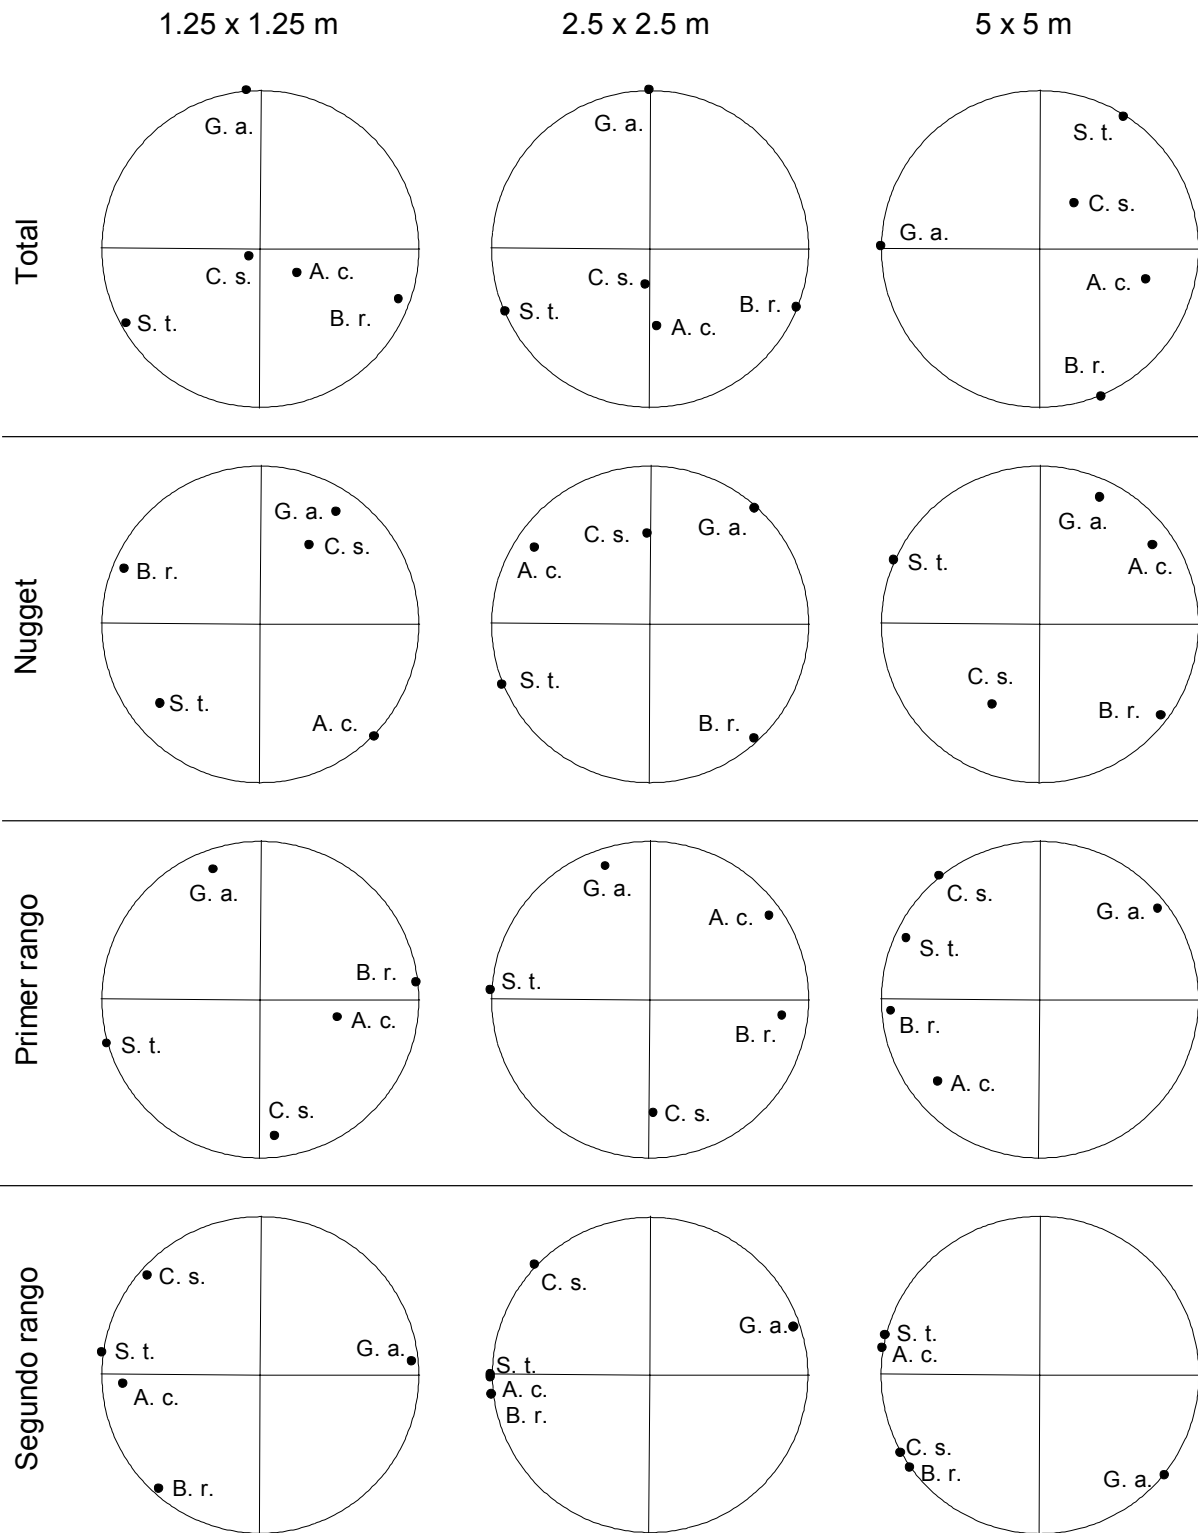 1.25 x 1.25 m
2.5 x 2.5 m
5 x 5 m
Total
G. a.
C. s.
A. c.
B. r.
S. t.
G. a.
C. s.
S. t.
B. r.
A. c.
S. t.
C. s.
G. a.
A. c.
B. r.
Nugget
G. a.
C. s.
B. r.
S. t.
A. c.
C. s.
G. a.
A. c.
S. t.
B. r.
G. a.
S. t.
A. c.
C. s.
B. r.
Primer rango
G. a.
B. r.
A. c.
S. t.
C. s.
G. a.
A. c.
S. t.
B. r.
C. s.
C. s.
G. a.
S. t.
B. r.
A. c.
Segundo rango
C. s.
S. t.
G. a.
A. c.
B. r.
C. s.
G. a.
S. t.
A. c.
B. r.
S. t.
A. c.
C. s.
B. r.
G. a.